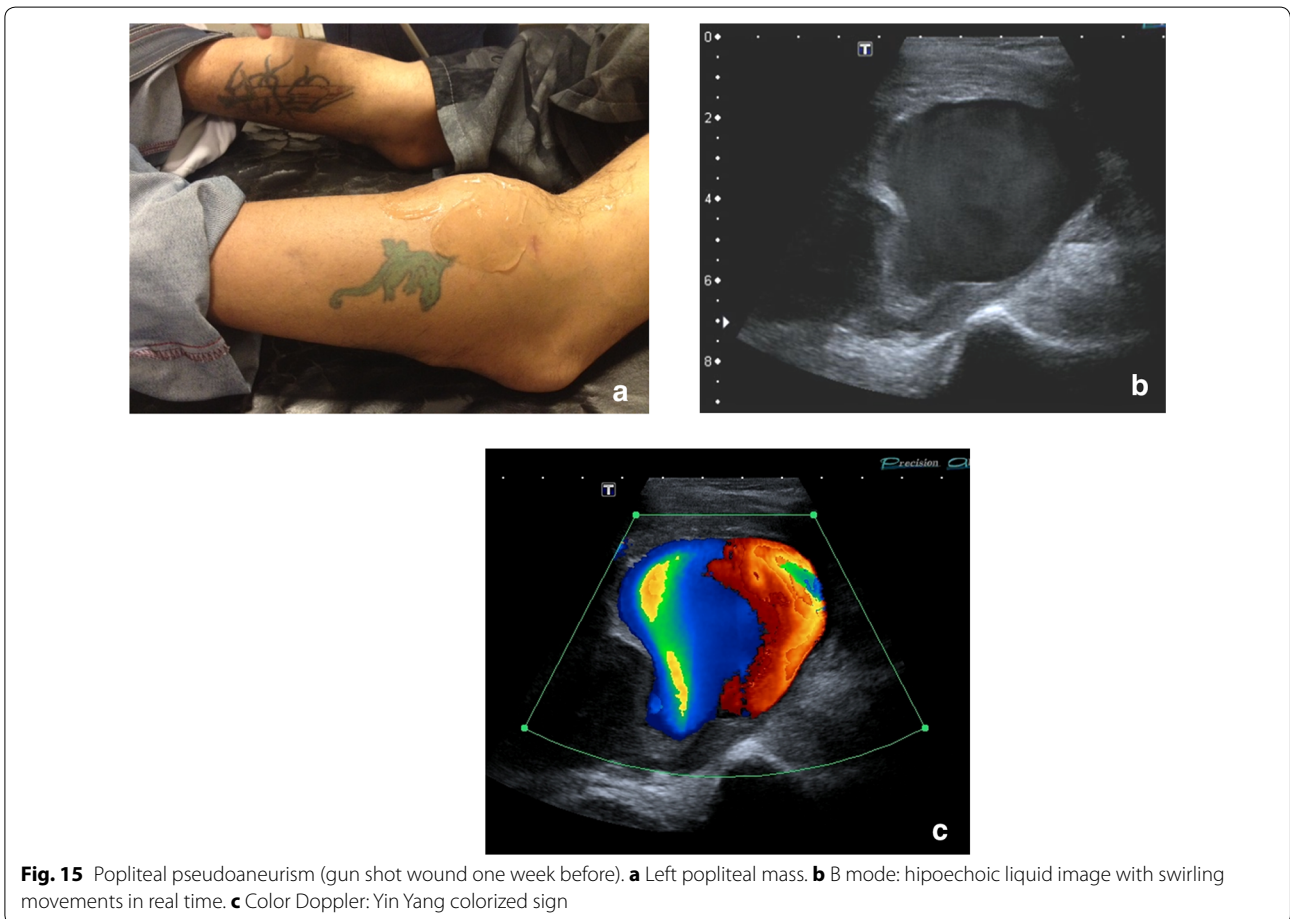 T
0
2
4
6
8
a
b
Precision
T
c
Fig. 15 Popliteal pseudoaneurism (gun shot wound one week before). a Left popliteal mass. b B mode: hipoechoic liquid image with swirling
movements in real time. c Color Doppler: Yin Yang colorized sign